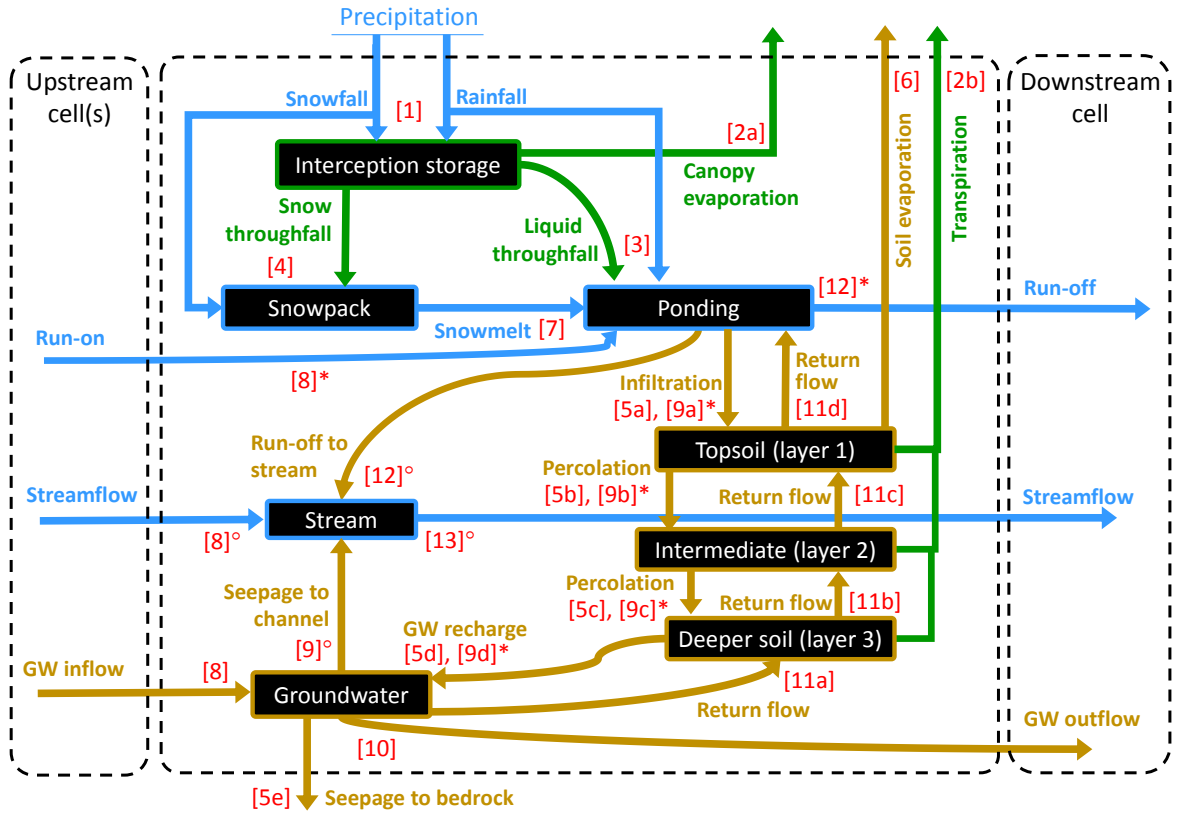 Precipitation
Upstream
cell(s)
Downstream
cell
Snowfall
[1]
Rainfall
[6]
[2b]
[2a]
Interception storage
Canopy
evaporation
Soil evaporation
Transpiration
Snow
throughfall
Liquid
throughfall
[3]
[4]
[12]*
Run-off
Snowpack
Ponding
Run-on
Snowmelt
[7]
[8]*
Infiltration
[5a], [9a]*
Return
flow
[11d]
Run-off to
stream
Topsoil (layer 1)
[12]°
Percolation
[5b], [9b]*
Return flow
[11c]
Streamflow
Streamflow
Stream
[8]°
[13]°
Intermediate (layer 2)
Percolation
[5c], [9c]*
Return flow
[11b]
Seepage to
channel
[9]°
GW recharge
[5d], [9d]*
Deeper soil (layer 3)
GW inflow
[8]
Groundwater
[11a]
Return flow
GW outflow
[10]
[5e]
Seepage to bedrock